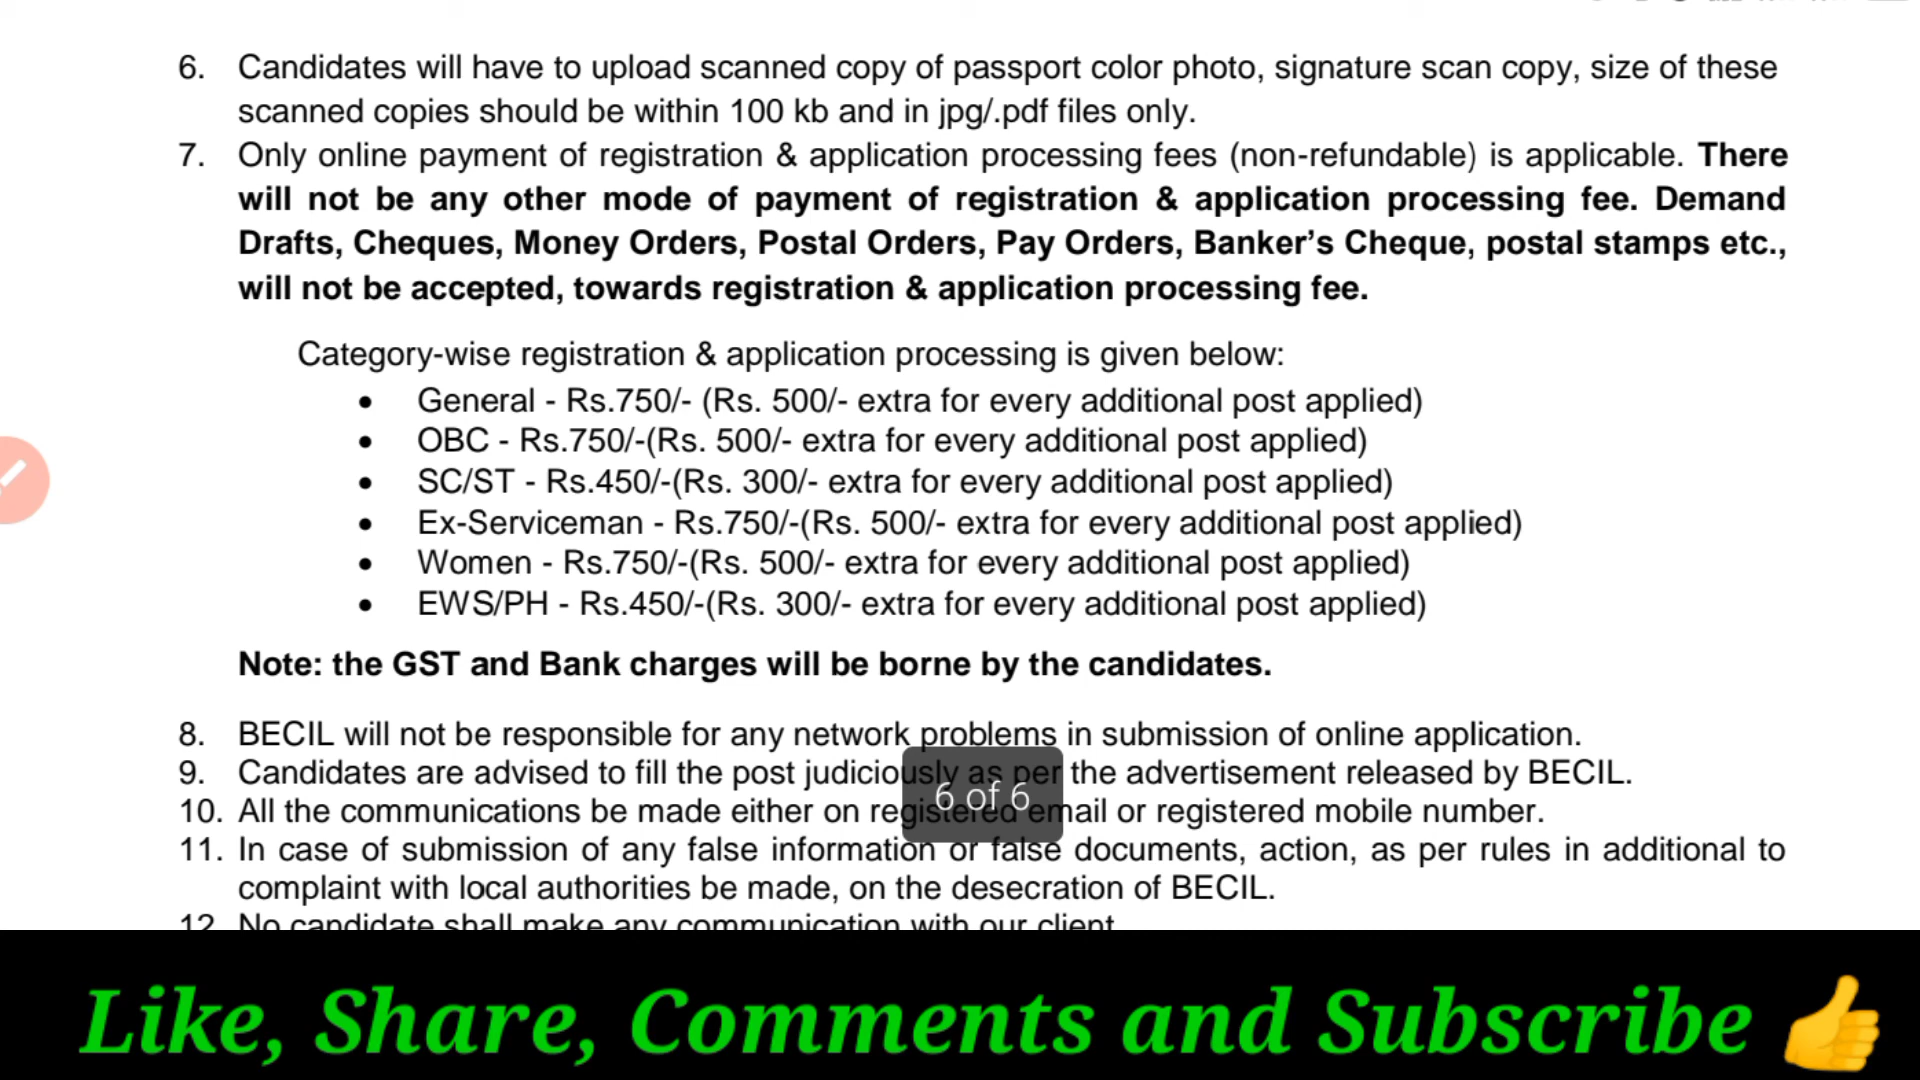 6. Candidates will have to upload scanned copy of passport color photo, signature scan copy, size of these
scanned copies should be within 100 kb and in jpg/.pdf files only.
7. Only online payment of registration & application processing fees (non-refundable) is applicable. There
will not be any other mode of payment of registration & application processing fee. Demand
Drafts, Cheques, Money Orders, Postal Orders, Pay Orders, Banker’s Cheque, postal stamps etc.,
will not be accepted, towards registration & application processing fee.
Category-wise registration & application processing is given below:
• General - Rs.750/- (Rs. 500/- extra for every additional post applied)
• OBC - Rs.750/-(Rs. 500/- extra for every additional post applied)
• SC/ST - Rs.450/-(Rs. 300/- extra for every additional post applied)
• Ex-Serviceman - Rs.750/-(Rs. 500/- extra for every additional post applied)
• Women - Rs.750/-(Rs. 500/- extra for every additional post applied)
• EWS/PH - Rs.450/-(Rs. 300/- extra for every additional post applied)
Note: the GST and Bank charges will be borne by the candidates.
8. BECIL will not be responsible for any network problems in submission of online application.
9. Candidates are advised to fill the post judiciously as per the advertisement released by BECIL.
6 of 6
10. All the communications be made either on registered email or registered mobile number.
11. In case of submission of any false information or false documents, action, as per rules in additional to
complaint with local authorities be made, on the desecration of BECIL.
12. No candidate shall make any communication with our client
Like, Share, Comments and Subscribe 👍